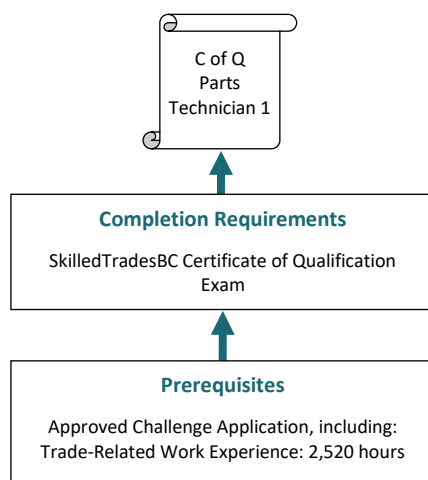 C of Q
Parts
Technician 1
Completion Requirements
SkilledTradesBC Certificate of Qualification
Exam
Prerequisites
Approved Challenge Application, including:
Trade-Related Work Experience: 2,520 hours